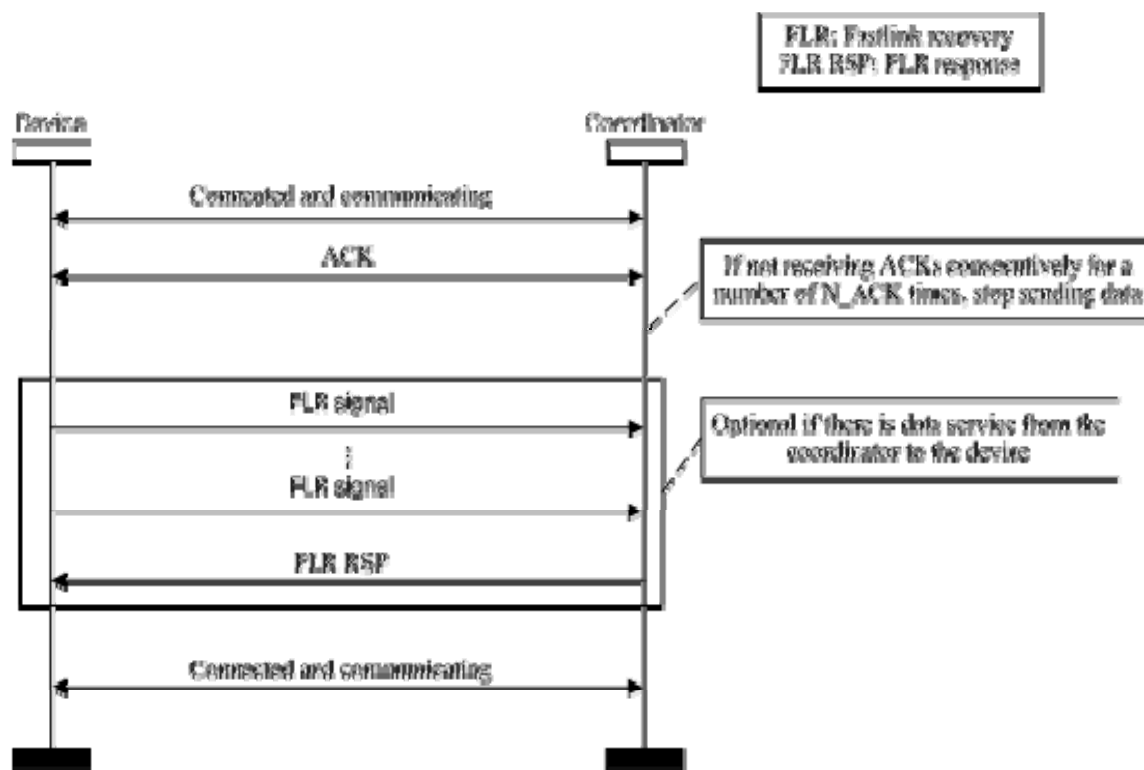 FLR: Fastlink recovery
FLR RSP: FLR response
Device
Coordinator
Connected and communicating
ACK
If not receiving ACKs consecutively for a
number of N_ACK times, stop sending data
FLR signal
Optional if there is data service from the
coordinator to the device
FLR signal
FLR RSP
Connected and communicating